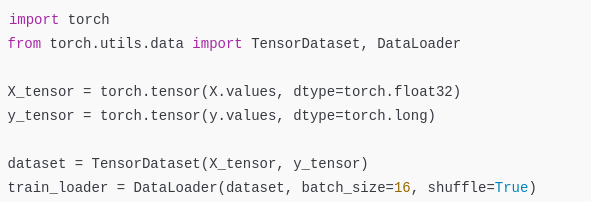 import torch
from torch.utils.data import TensorDataset, DataLoader
X_tensor = torch.tensor(X.values, dtype=torch.float32)
y_tensor = torch.tensor(y.values, dtype=torch.long)
dataset = TensorDataset(X_tensor, y_tensor)
train_loader = DataLoader(dataset, batch_size=16, shuffle=True)